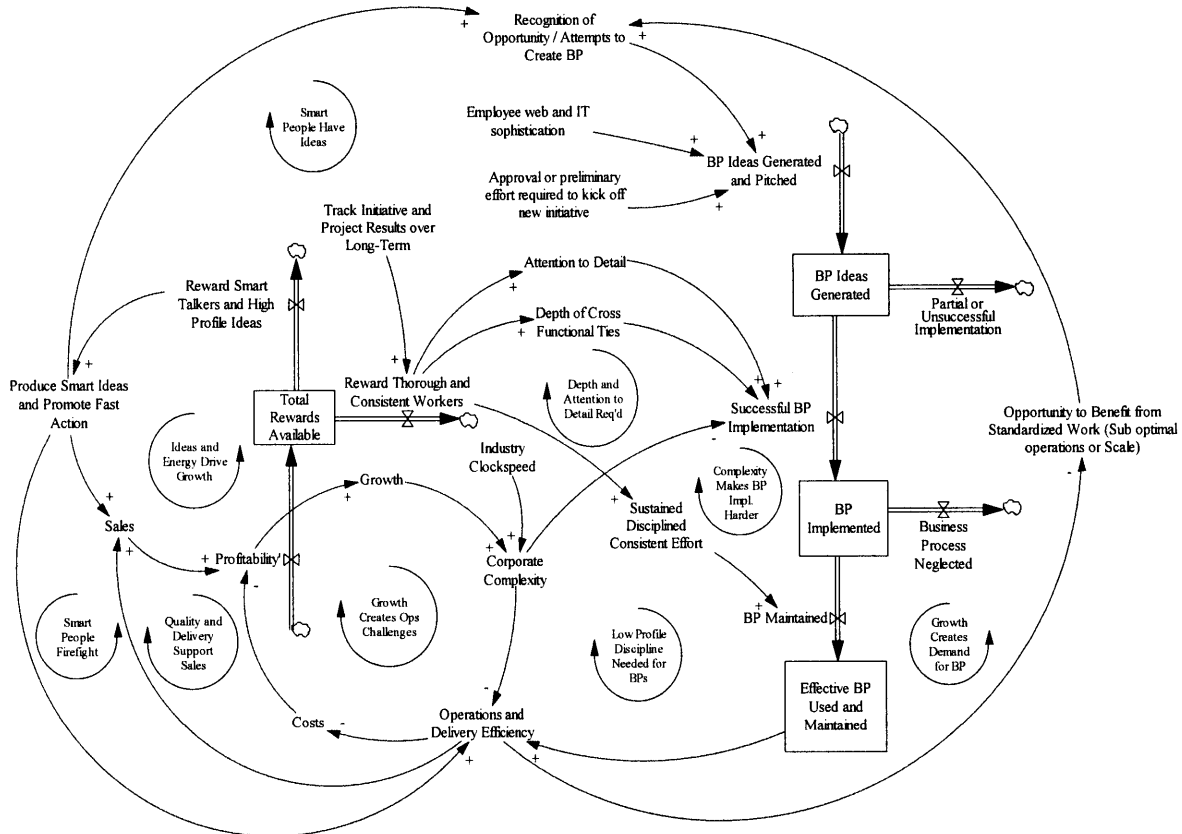 Recognition of
Opportunity / Attempts to
Create BP
+
+
Smart
People Have
Ideas
Employee web and IT
sophistication
+
+
BP Ideas Generated
and Pitched
Approval or preliminary
effort required to kick off
new initiative
+
Track Initiative and
Project Results over
Long-Term
Reward Smart
Talkers and High
Profile Ideas
Attention to Detail
+
BP Ideas
Generated
Partial or
Unsuccessful
Implementation
Depth of Cross
Functional Ties
+
+
+
Produce Smart Ideas
and Promote Fast
Action
Reward Thorough and
Consistent Workers
Total
Rewards
Available
Depth and
Attention to
Detail Req'd
+
+
Successful BP
Implementation
-
Opportunity to Benefit from
Standardized Work (Sub optimal
operations or Scale)
-
Ideas and
Energy Drive
Growth
Industry
Clockspeed
Complexity
Makes BP
Impl.
Harder
Growth
+
+
Sales
+
+
Sustained
Disciplined
Consistent Effort
BP
Implemented
Business
Process
Neglected
+ Profitability'
-
+
+
Corporate
Complexity
Growth
Creates Ops
Challenges
Smart
People
Firefight
Quality and
Delivery
Support
Sales
+
BP Maintained
Low Profile
Discipline
Needed for
BPs
Growth
Creates
Demand
for BP
-
Effective BP
Used and
Maintained
Costs
-
Operations and
Delivery Efficiency
+
+
+